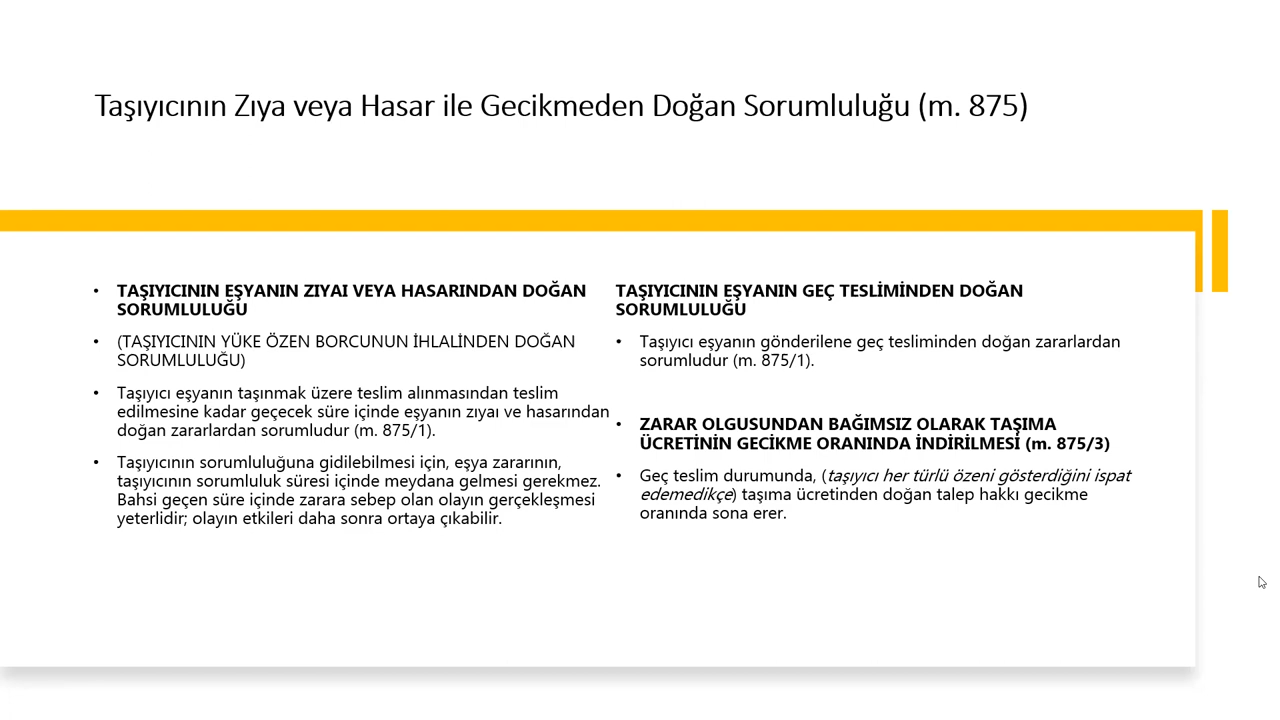 Taşıyıcının Zıya veya Hasar ile Gecikmeden Doğan Sorumluluğu (m. 875)
• TAŞIYICININ EŞYANIN ZIYAI VEYA HASARINDAN DOĞAN
SORUMLULUĞU
• (TAŞIYICININ YÜKE ÖZEN BORCUNUN İHLALİNDEN DOĞAN
SORUMLULUĞU)
• Taşıyıcı eşyanın taşınmak üzere teslim alınmasından teslim
edilmesine kadar geçecek süre içinde eşyanın zıyaı ve hasarından
doğan zararlardan sorumludur (m. 875/1).
• Taşıyıcının sorumluluğuna gidilebilmesi için, eşya zararının,
taşıyıcının sorumluluk süresi içinde meydana gelmesi gerekmez.
Bahsi geçen süre içinde zarara sebep olan olayın gerçekleşmesi
yeterlidir; olayın etkileri daha sonra ortaya çıkabilir.
TAŞIYICININ EŞYANIN GEÇ TESLİMİNDEN DOĞAN
SORUMLULUĞU
• Taşıyıcı eşyanın gönderilene geç tesliminden doğan zararlardan
sorumludur (m. 875/1).
• ZARAR OLGUSUNDAN BAĞIMSIZ OLARAK TAŞIMA
ÜCRETİNİN GECİKME ORANINDA İNDİRİLMESİ (m. 875/3)
• Geç teslim durumunda, (taşıyıcı her türlü özeni gösterdiğini ispat
edemedikçe) taşıma ücretinden doğan talep hakkı gecikme
oranında sona erer.